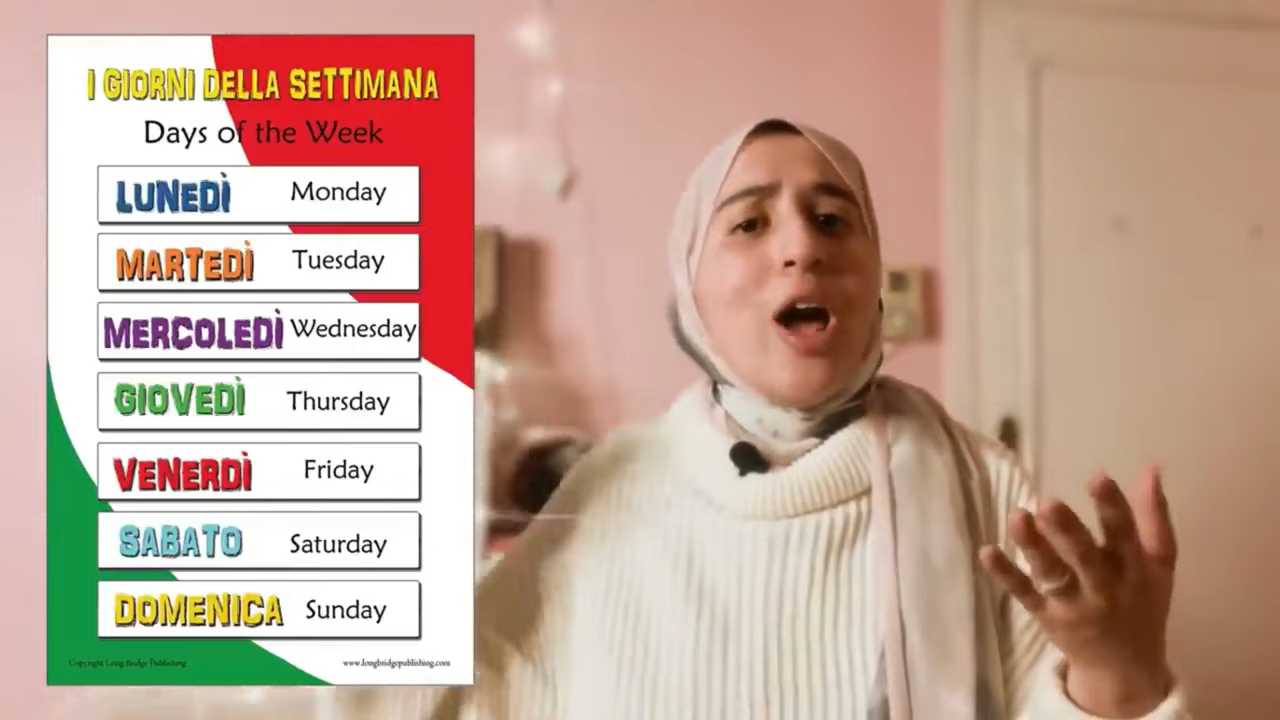 I GIORNI DELLA SETTIMANA
Days of the Week
LUNEDÌ Monday
MARTEDÌ Tuesday
MERCOLEDÌ Wednesday
GIOVEDÌ Thursday
VENERDÌ Friday
SABATO Saturday
DOMENICA Sunday
Copyright Long Bridge Publishing www.longbridgepublishing.com